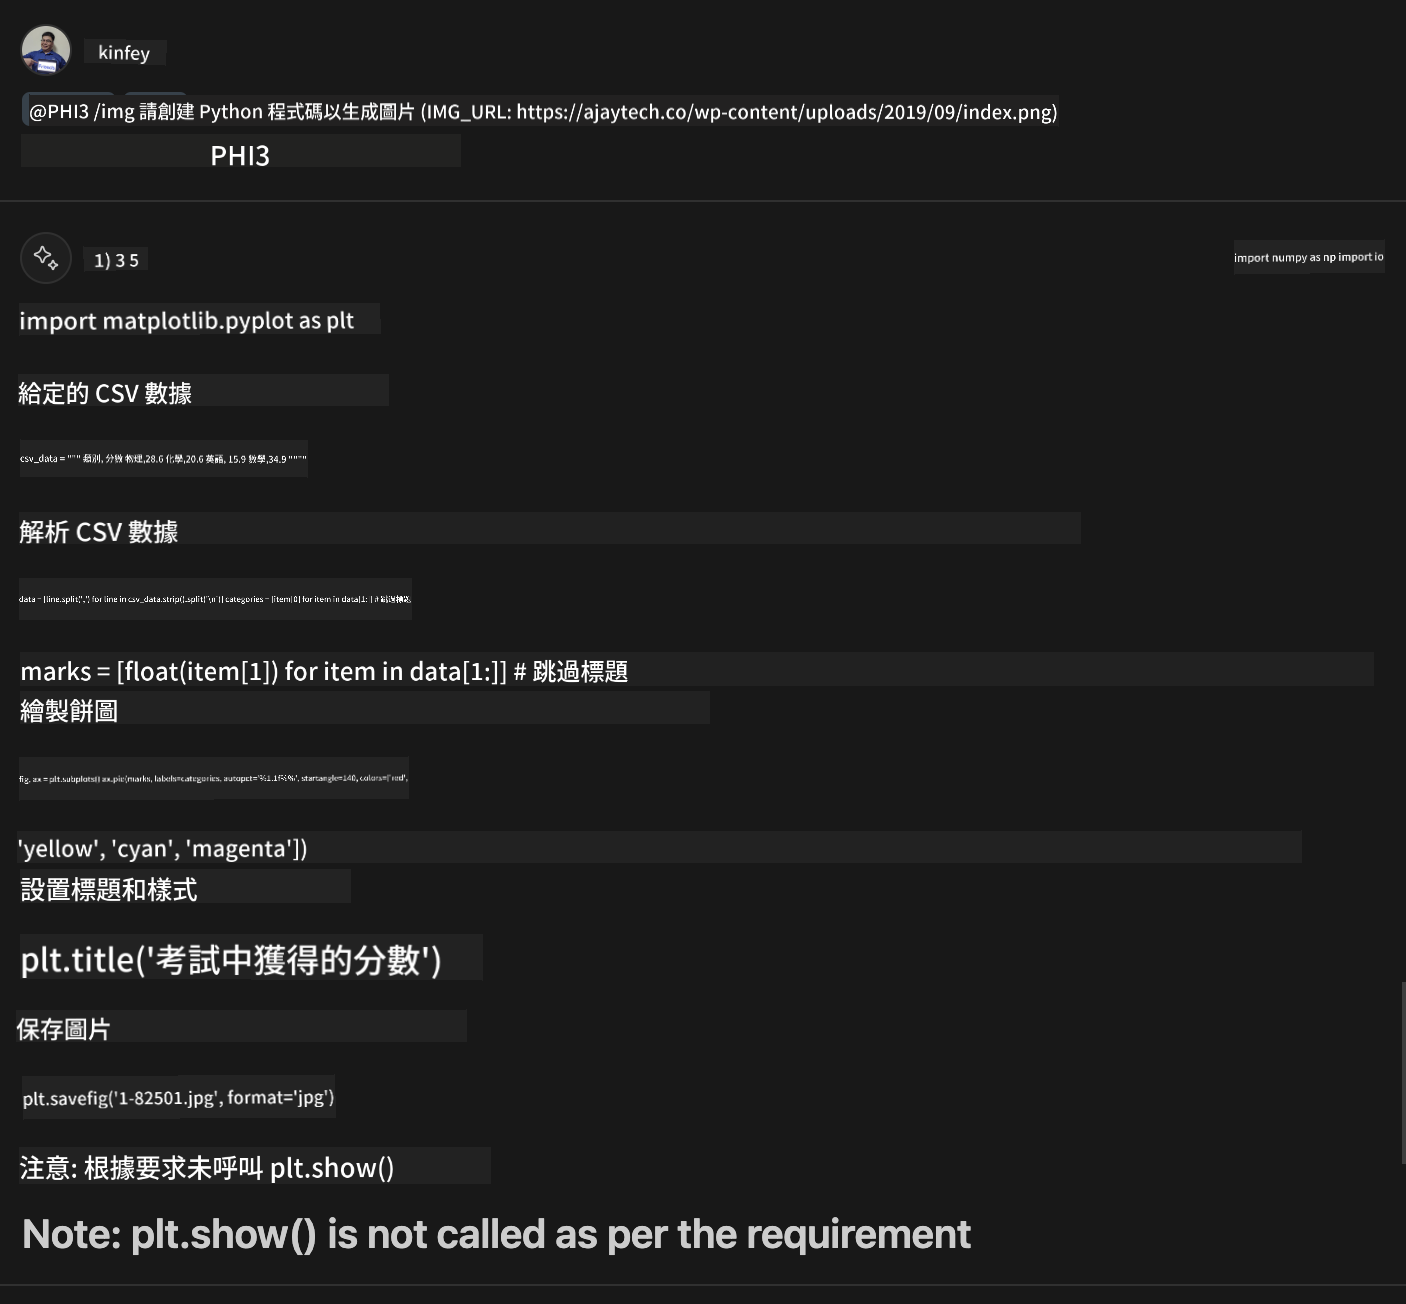 kinfey
@PHI3 /img 請創建 Python 程式碼以生成圖片 (IMG_URL: https://ajaytech.co/wp-content/uploads/2019/09/index.png)
PHI3
1) 3 5
import numpy as np import io
import matplotlib.pyplot as plt
給定的 CSV 數據
csv_data = """ 類別, 分數 物理,28.6 化學,20.6 英語, 15.9 數學,34.9 """"
解析 CSV 數據
data = [line.split(',') for line in csv_data.strip().split('\n')] categories = [item[0] for item in data[1: ] # 跳過標題
marks = [float(item[1]) for item in data[1:]] # 跳過標題
繪製餅圖
fig, ax = plt.subplots() ax.pie(marks, labels=categories, autopct='%1.1f%%', startangle=140, colors=['red',
'yellow', 'cyan', 'magenta'])
設置標題和樣式
plt.title('考試中獲得的分數')
保存圖片
plt.savefig('1-82501.jpg', format='jpg')
注意: 根據要求未呼叫 plt.show()
Note: plt.show() is not called as per the requirement